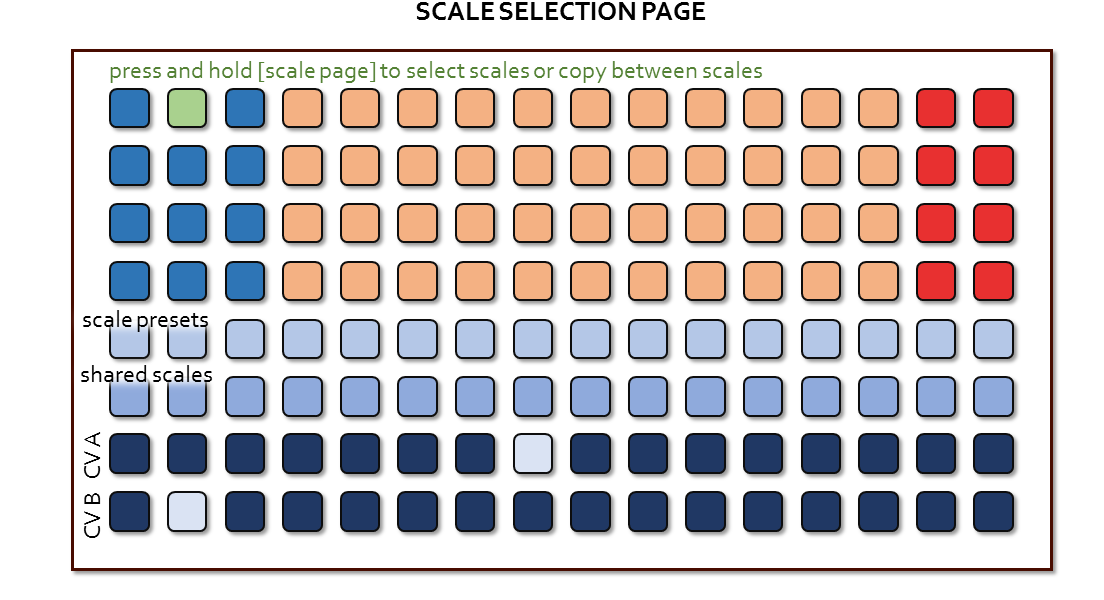 SCALE SELECTION PAGE
press and hold [scale page] to select scales or copy between scales
scale presets
shared scales
CV A
CV B